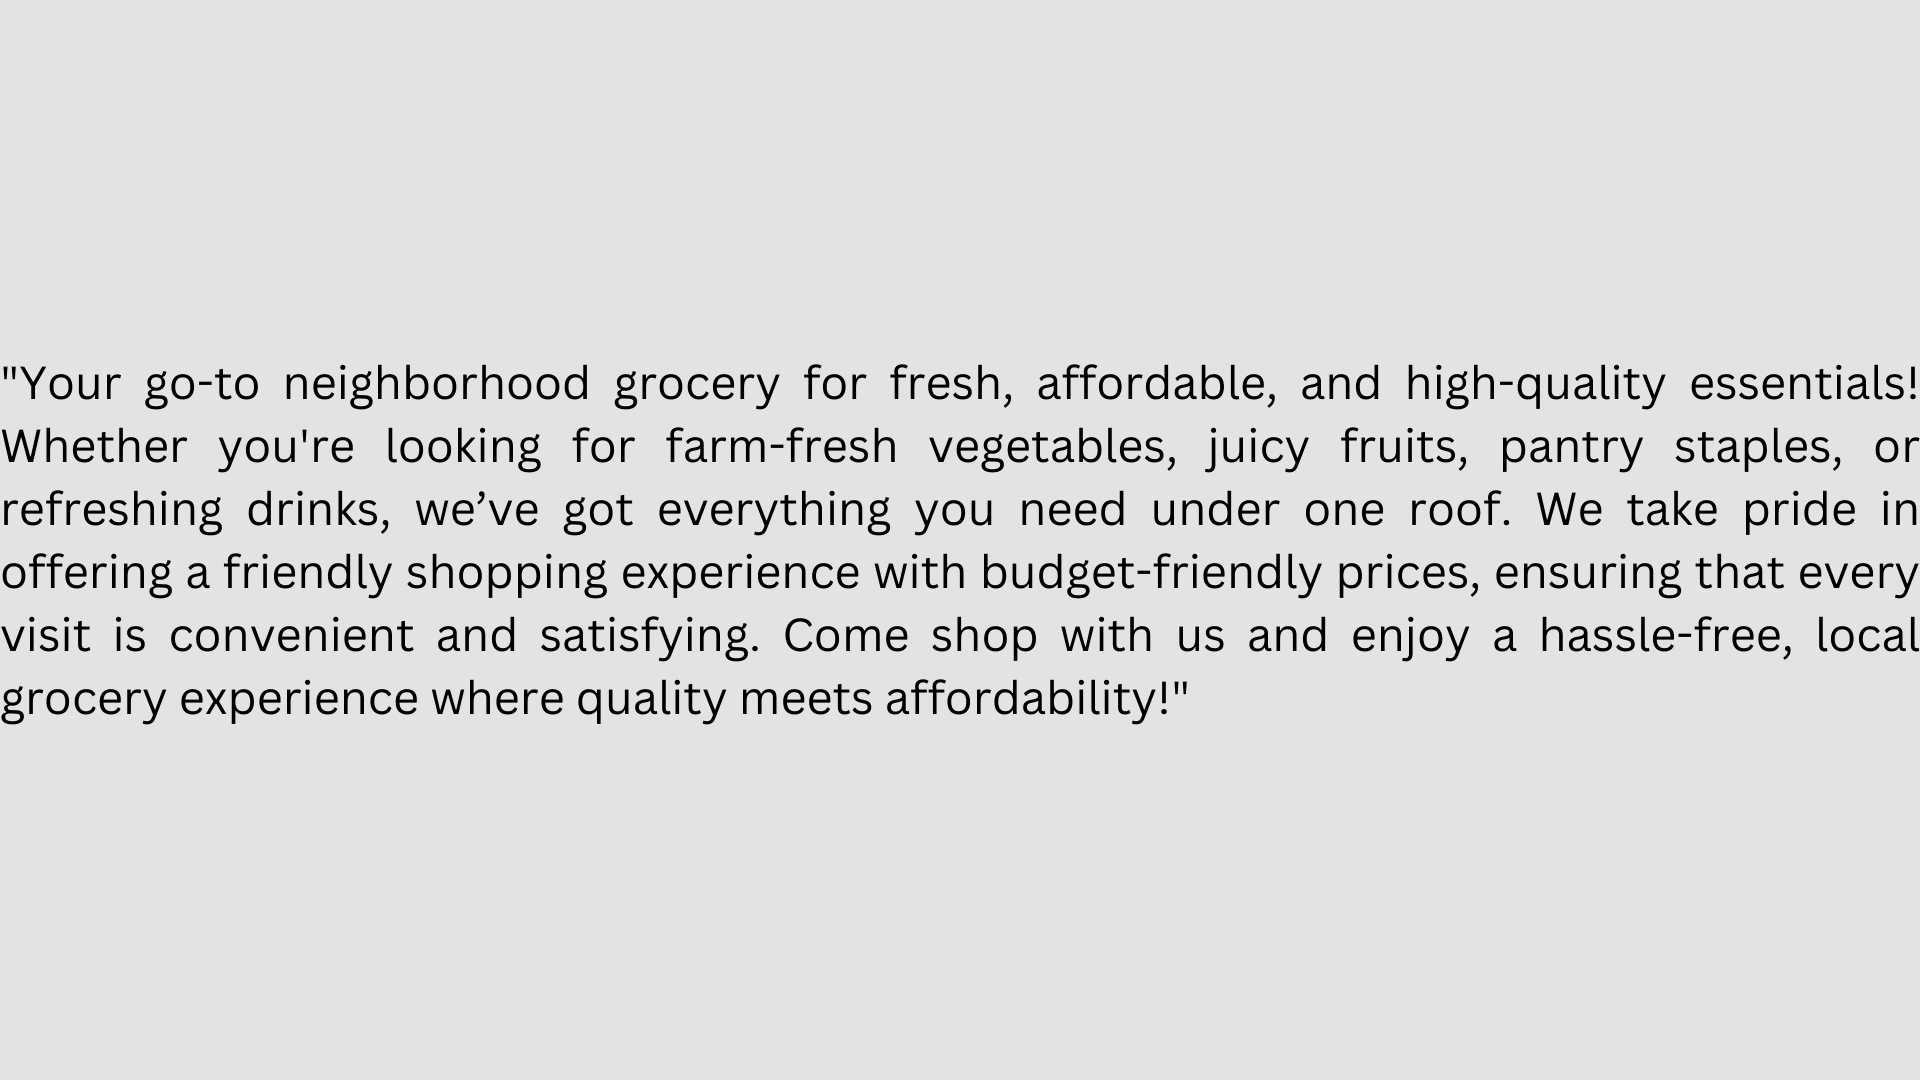 "Your go-to neighborhood grocery for fresh, affordable, and high-quality essentials!
Whether you're looking for farm-fresh vegetables, juicy fruits, pantry staples, or
refreshing drinks, we’ve got everything you need under one roof. We take pride in
offering a friendly shopping experience with budget-friendly prices, ensuring that every
visit is convenient and satisfying. Come shop with us and enjoy a hassle-free, local
grocery experience where quality meets affordability!"